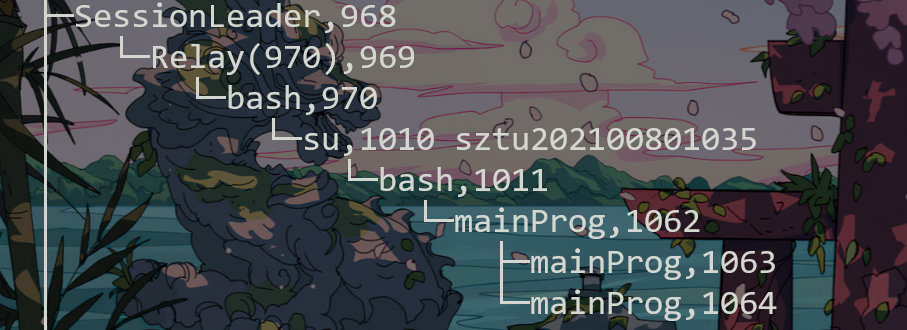 SessionLeader,968
Relay(970),969
bash,970
su,1010 sztu202100801035
bash,1011
mainProg,1062
mainProg,1063
mainProg,1064